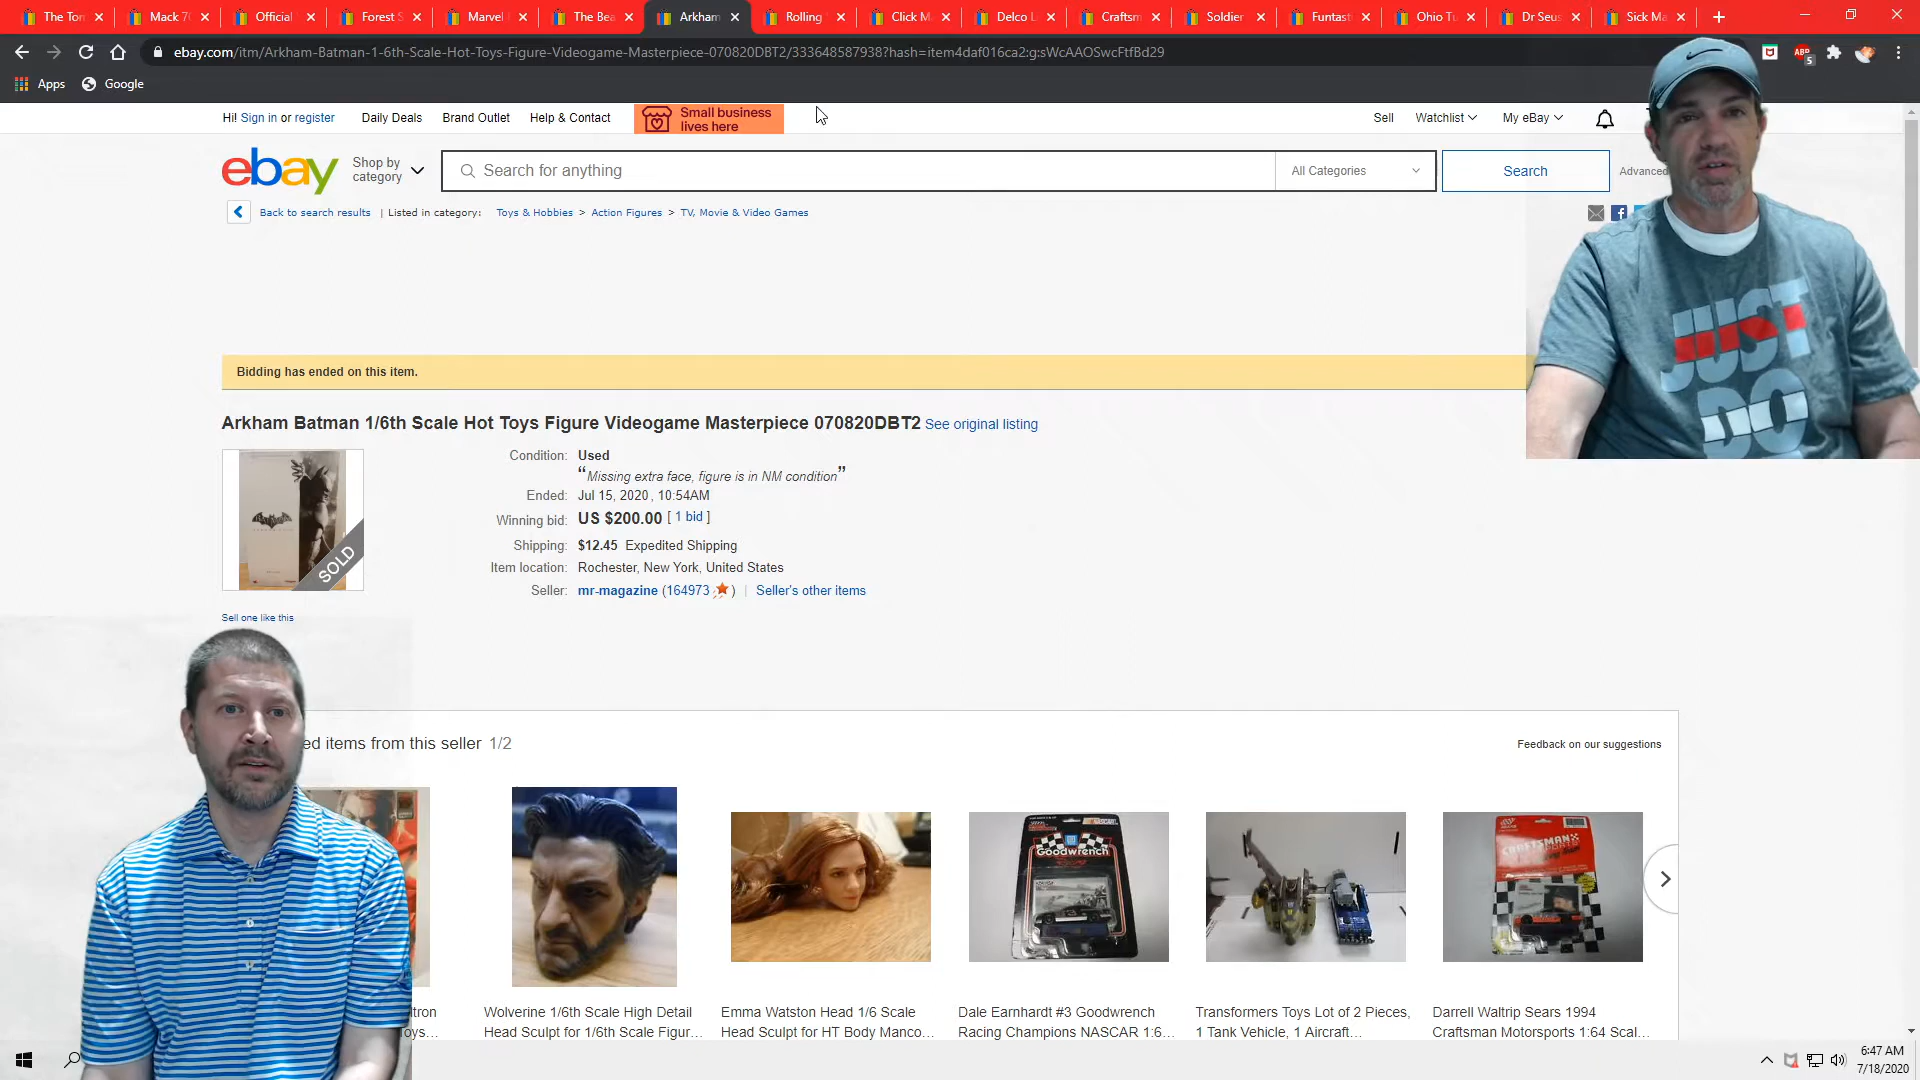 The Ton
Mack 7
Official
Forest S
Marvel
The Bea
Arkham
Rolling
Click M
Delco L
Craftsm
Soldier
Funtast
Ohio Tu
Dr Seus
Sick Ma
ebay.com/itm/Arkham-Batman-1-6th-Scale-Hot-Toys-Figure-Videogame-Masterpiece-070820DBT2/333648587938?hash=item4daf016ca2:g:sWcAAOSwcFtfBd29
ABP
5
Apps
Google
Hi! Sign in or register
Daily Deals
Brand Outlet
Help & Contact
Small business
lives here
Sell
Watchlist
My eBay
ebay
Shop by
category
Search for anything
All Categories
Search
Advanced
Back to search results | Listed in category: Toys & Hobbies > Action Figures > TV, Movie & Video Games
Bidding has ended on this item.
Arkham Batman 1/6th Scale Hot Toys Figure Videogame Masterpiece 070820DBT2 See original listing
Condition: Used
“Missing extra face, figure is in NM condition”
Ended: Jul 15, 2020 , 10:54AM
Winning bid: US $200.00 [ 1 bid ]
Shipping: $12.45 Expedited Shipping
Item location: Rochester, New York, United States
Seller: mr-magazine (164973 ) | Seller's other items
SOLD
Sell one like this
JUST
DO
ed items from this seller 1/2
Feedback on our suggestions
Goodwrench
CRAFTSMAN
tron
oys...
Wolverine 1/6th Scale High Detail
Head Sculpt for 1/6th Scale Figur...
Emma Watston Head 1/6 Scale
Head Sculpt for HT Body Manco...
Dale Earnhardt #3 Goodwrench
Racing Champions NASCAR 1:6...
Transformers Toys Lot of 2 Pieces,
1 Tank Vehicle, 1 Aircraft...
Darrell Waltrip Sears 1994
Craftsman Motorsports 1:64 Scal...
6:47 AM
7/18/2020